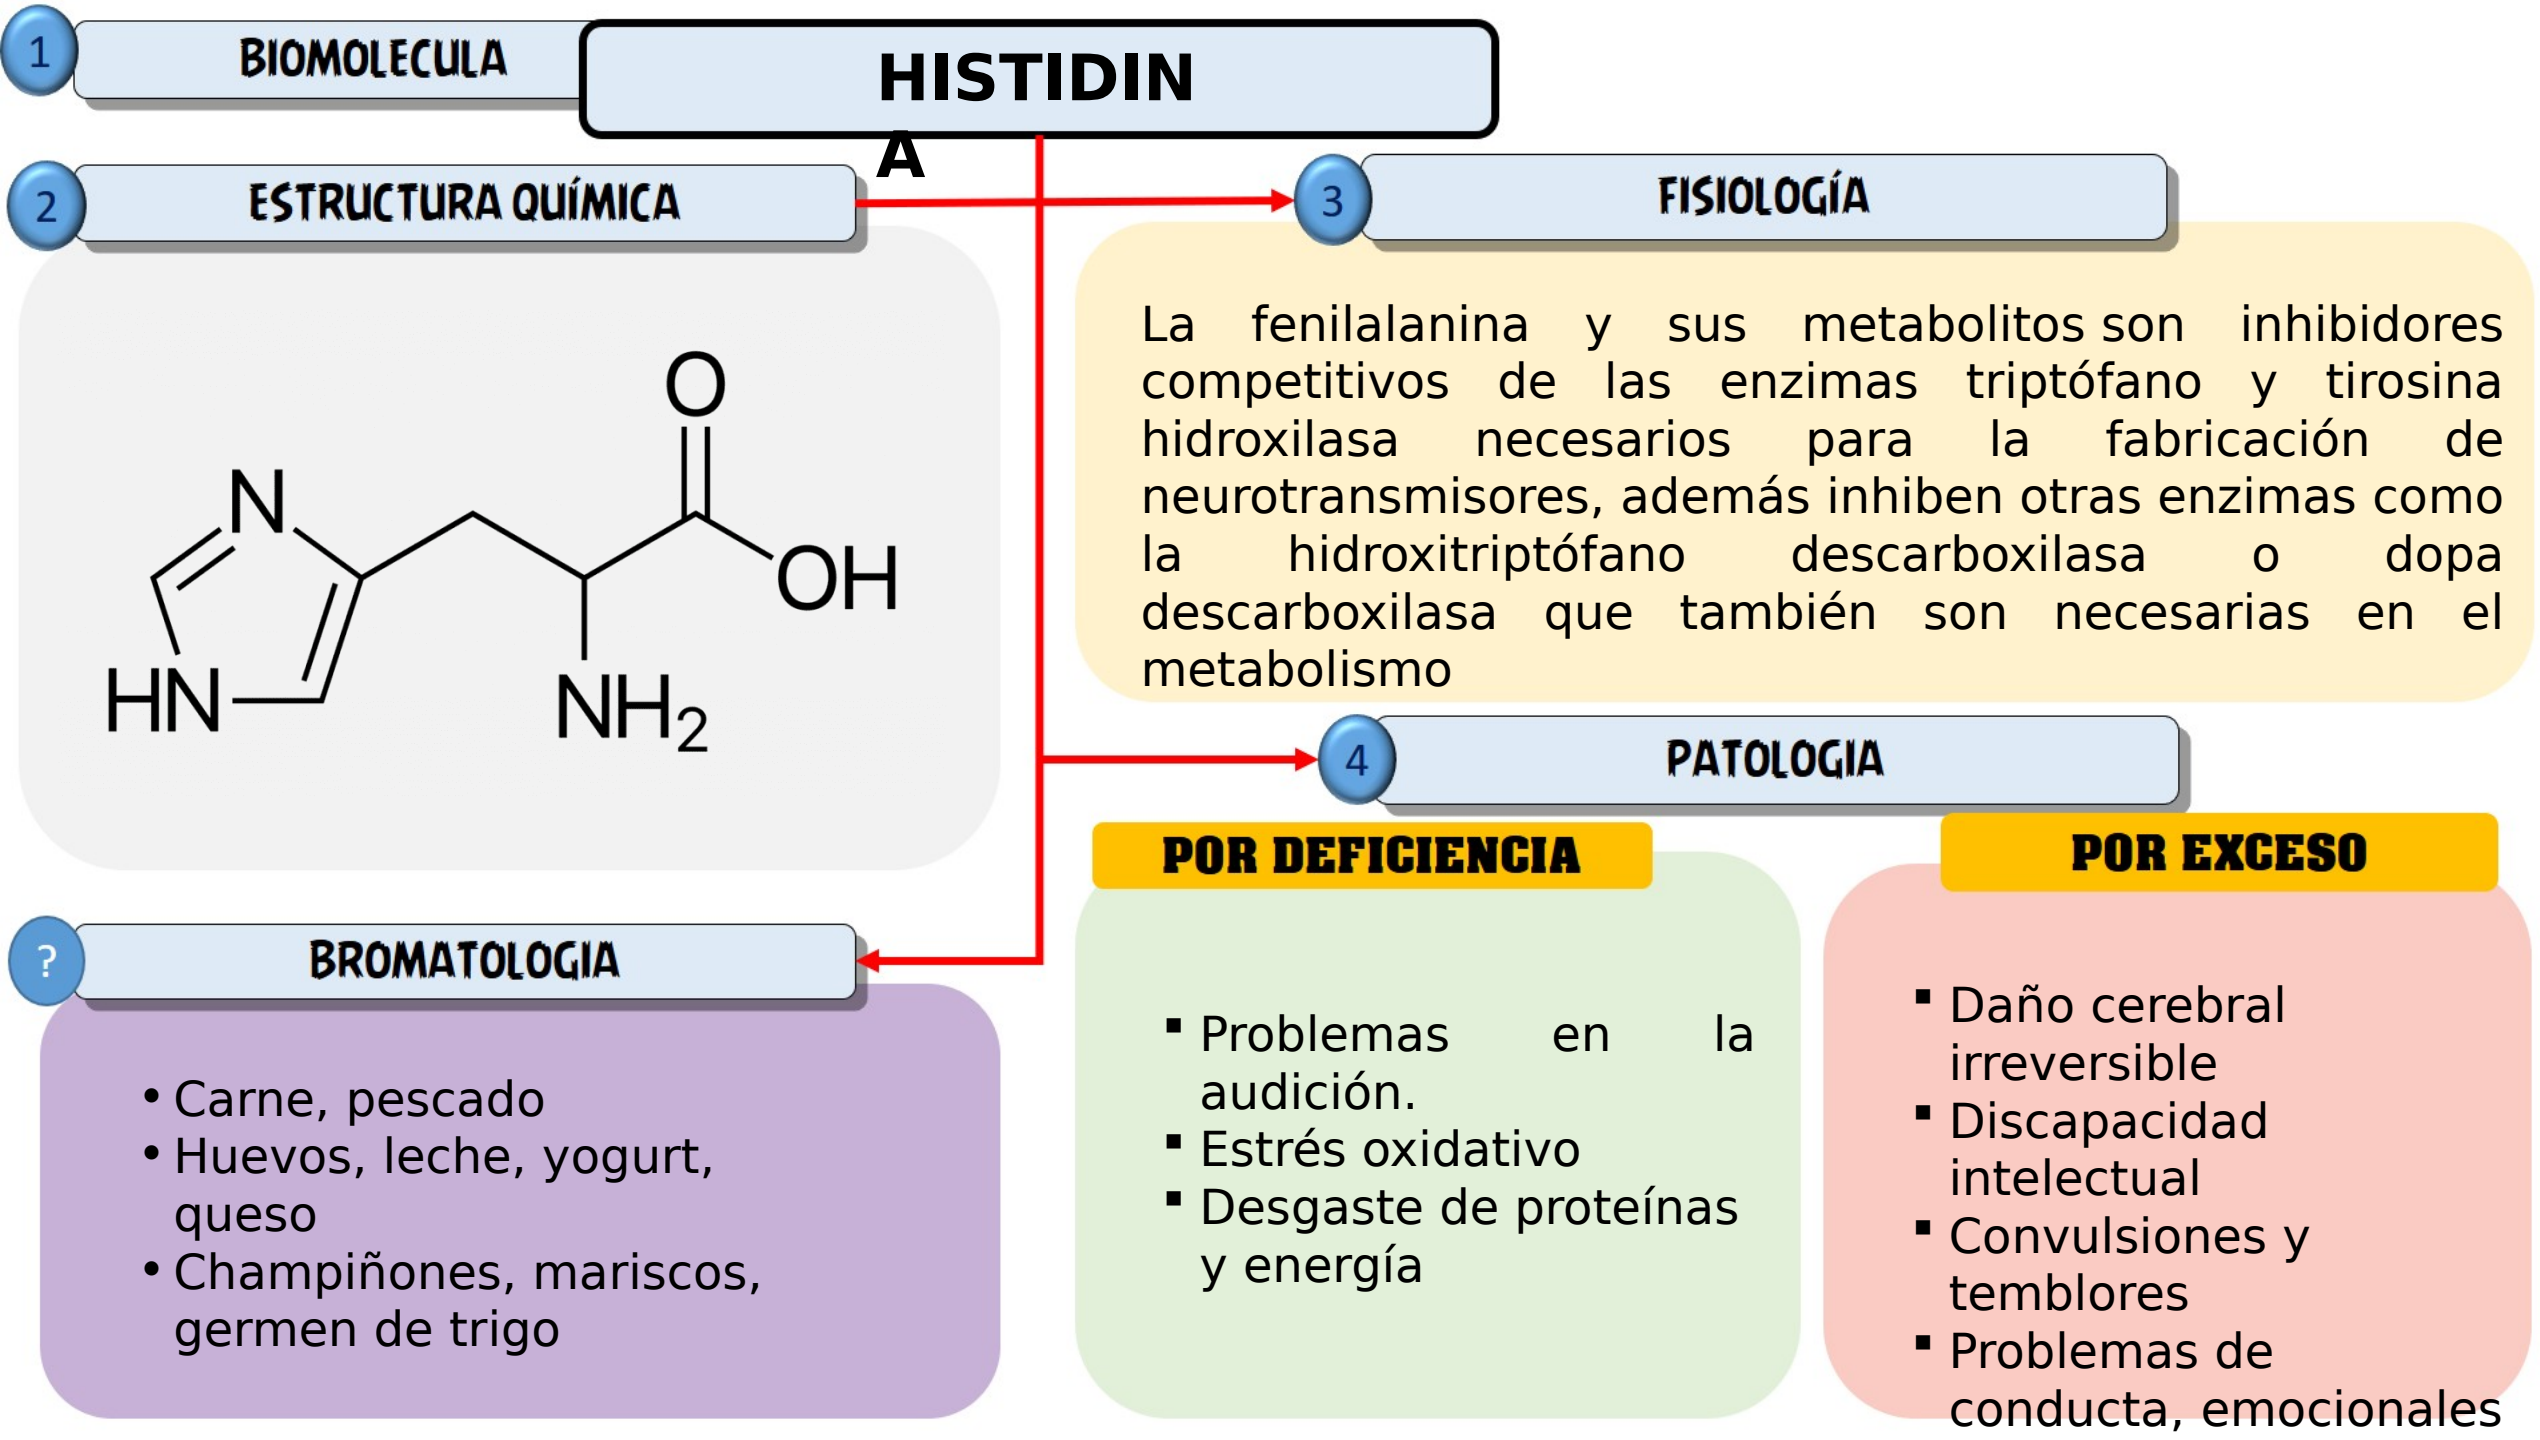 1
BIOMOLECULA
HISTIDIN
A
2
ESTRUCTURA QUÍMICA
O
N
OH
HN
NH2
3
FISIOLOGÍA
La fenilalanina y sus metabolitos son inhibidores
competitivos de las enzimas triptófano y tirosina
hidroxilasa necesarios para la fabricación de
neurotransmisores, además inhiben otras enzimas como
la hidroxitriptófano descarboxilasa o dopa
descarboxilasa que también son necesarias en el
metabolismo
4
PATOLOGIA
POR DEFICIENCIA
▪ Problemas en la
audición.
▪ Estrés oxidativo
▪ Desgaste de proteínas
y energía
POR EXCESO
▪ Daño cerebral
irreversible
▪ Discapacidad
intelectual
▪ Convulsiones y
temblores
▪ Problemas de
conducta, emocionales
?
BROMATOLOGIA
• Carne, pescado
• Huevos, leche, yogurt,
queso
• Champiñones, mariscos,
germen de trigo